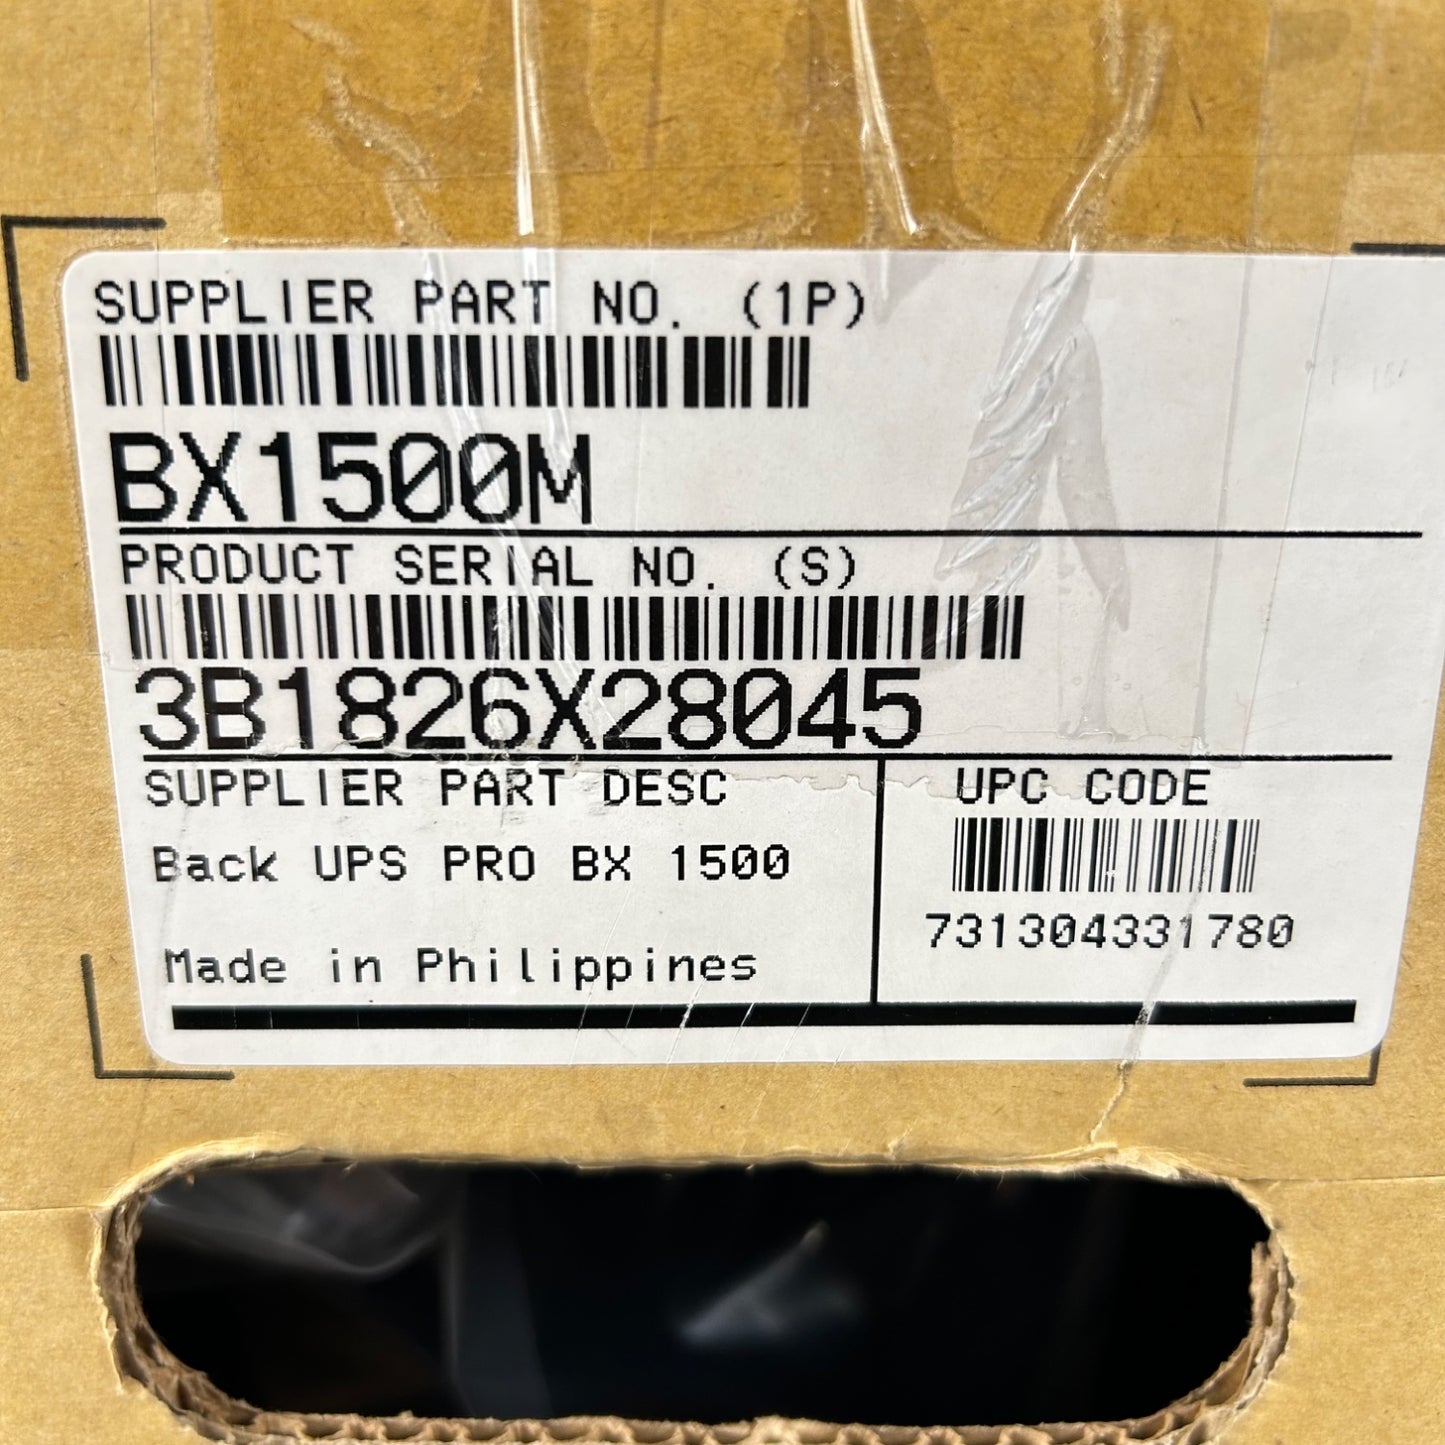 SUPPLIER PART NO. (1P)
BX1500M
PRODUCT SERIAL NO. (S)
3B1826X28045
SUPPLIER PART DESC
Back UPS PRO BX 1500
Made in Philippines
UPC CODE
731304331780